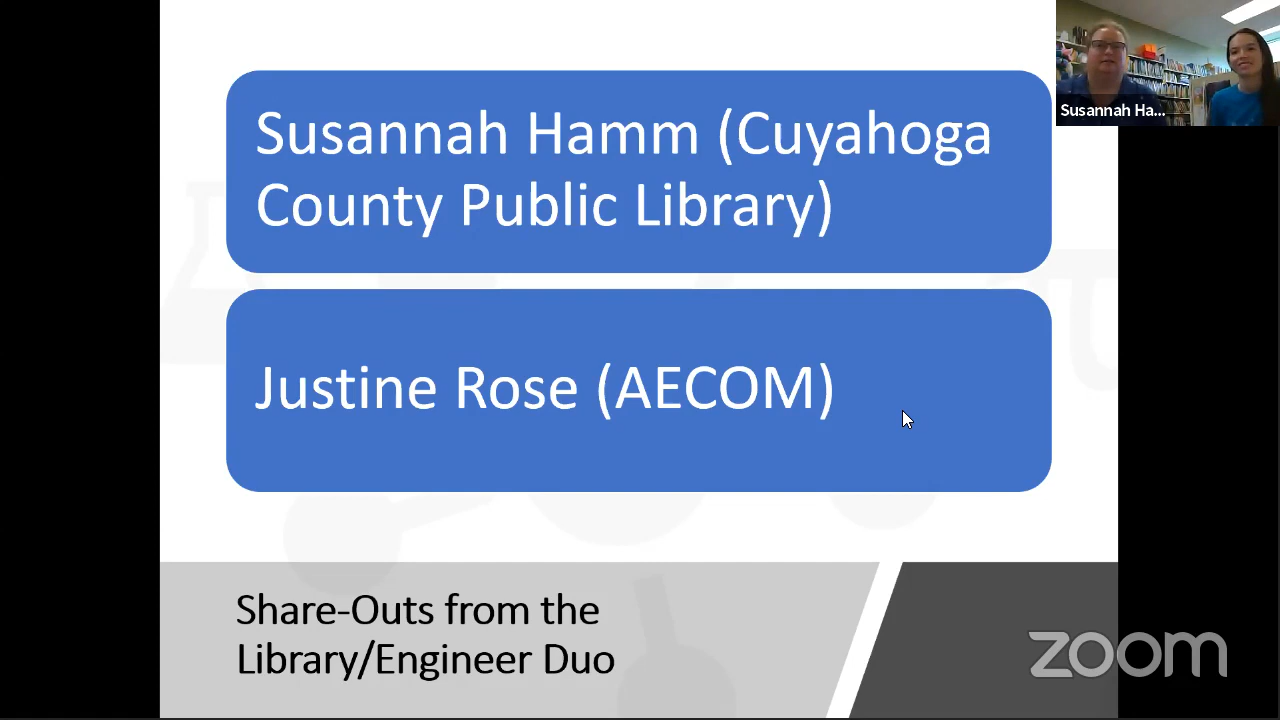 Susannah Hamm (Cuyahoga
County Public Library)
Susannah Ha...
Justine Rose (AECOM)
Share-Outs from the
Library/Engineer Duo
zoom